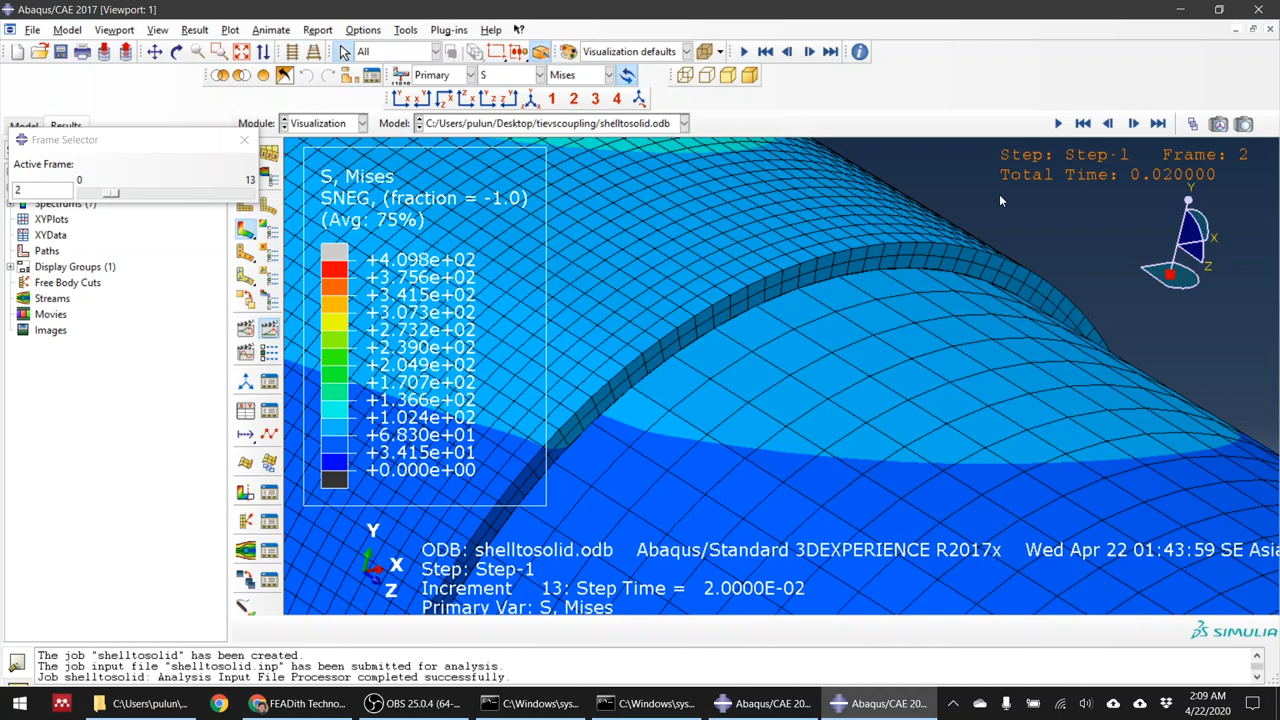 Abaqus/CAE 2017 [Viewport: 1]
File Model Viewport View Result Plot Animate Report Options Tools Plug-ins Help
All Visualization defaults
Primary S Mises
1 2 3 4
Module: Visualization Model: C:/Users/pulun/Desktop/tievscoupling/shelltosolid.odb
Model Results
Frame Selector
Active Frame:
0
13
2
Spectrums (7)
XYPlots
XYData
Paths
Display Groups (1)
Free Body Cuts
Streams
Movies
Images
S, Mises
SNEG, (fraction = -1.0)
(Avg: 75%)
+4.098e+02
+3.756e+02
+3.415e+02
+3.073e+02
+2.732e+02
+2.390e+02
+2.049e+02
+1.707e+02
+1.366e+02
+1.024e+02
+6.830e+01
+3.415e+01
+0.000e+00
Step: Step-1 Frame: 2
Total Time: 0.020000
Y
X
Z
Y
X
Z
ODB: shelltosolid.odb Abaqus/Standard 3DEXPERIENCE R2017x Wed Apr 22 01:43:59 SE Asia
Step: Step-1
Increment 13: Step Time = 2.0000E-02
Primary Var: S, Mises
SIMULIA
The job "shelltosolid" has been created.
The job input file "shelltosolid.inp" has been submitted for analysis.
Job shelltosolid: Analysis Input File Processor completed successfully.
C:\Users\pulun\... FEADith Techno... OBS 25.0.4 (64-... C:\Windows\sys... C:\Windows\sys... Abaqus/CAE 20... Abaqus/CAE 20...
2:09 AM
4/22/2020